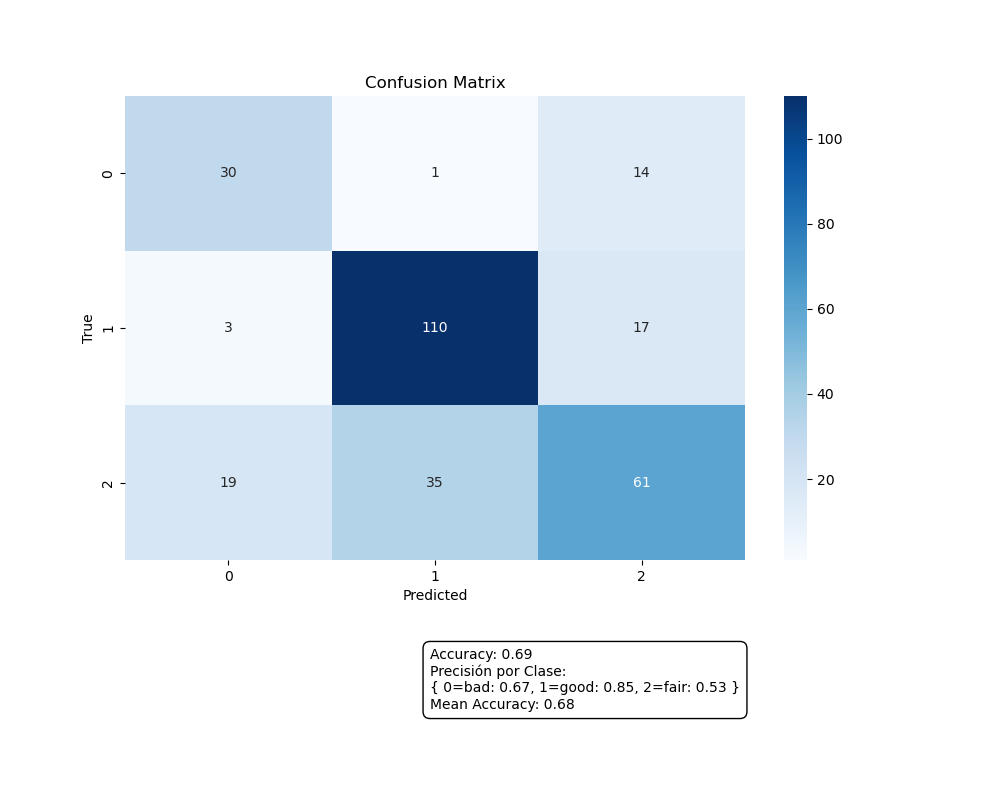 Confusion Matrix
100
0 30 1 14
80
True 1 3 110 17
60
40
2 19 35 61
20
0 1 2
Predicted
Accuracy: 0.69
Precisión por Clase:
{ 0=bad: 0.67, 1=good: 0.85, 2=fair: 0.53 }
Mean Accuracy: 0.68